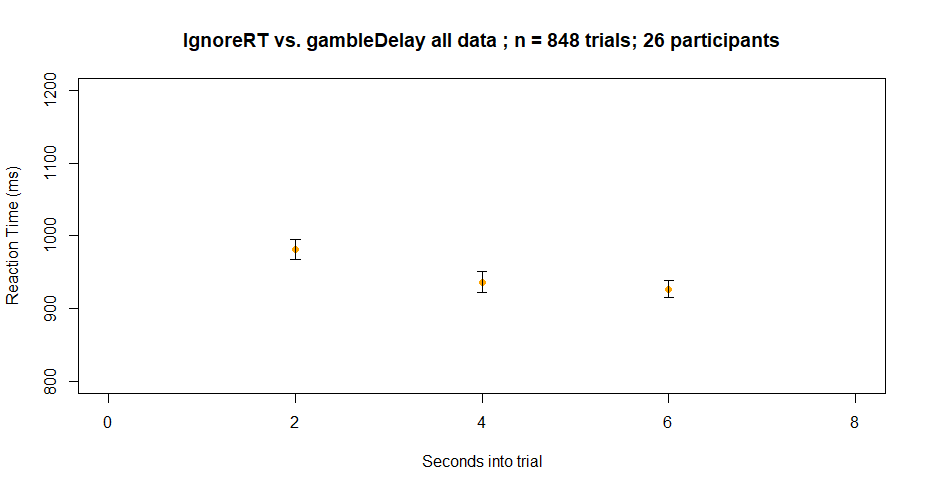 IgnoreRT vs. gambleDelay all data ; n = 848 trials; 26 participants
Reaction Time (ms)
1200
1100
1000
900
800
0 2 4 6 8
Seconds into trial